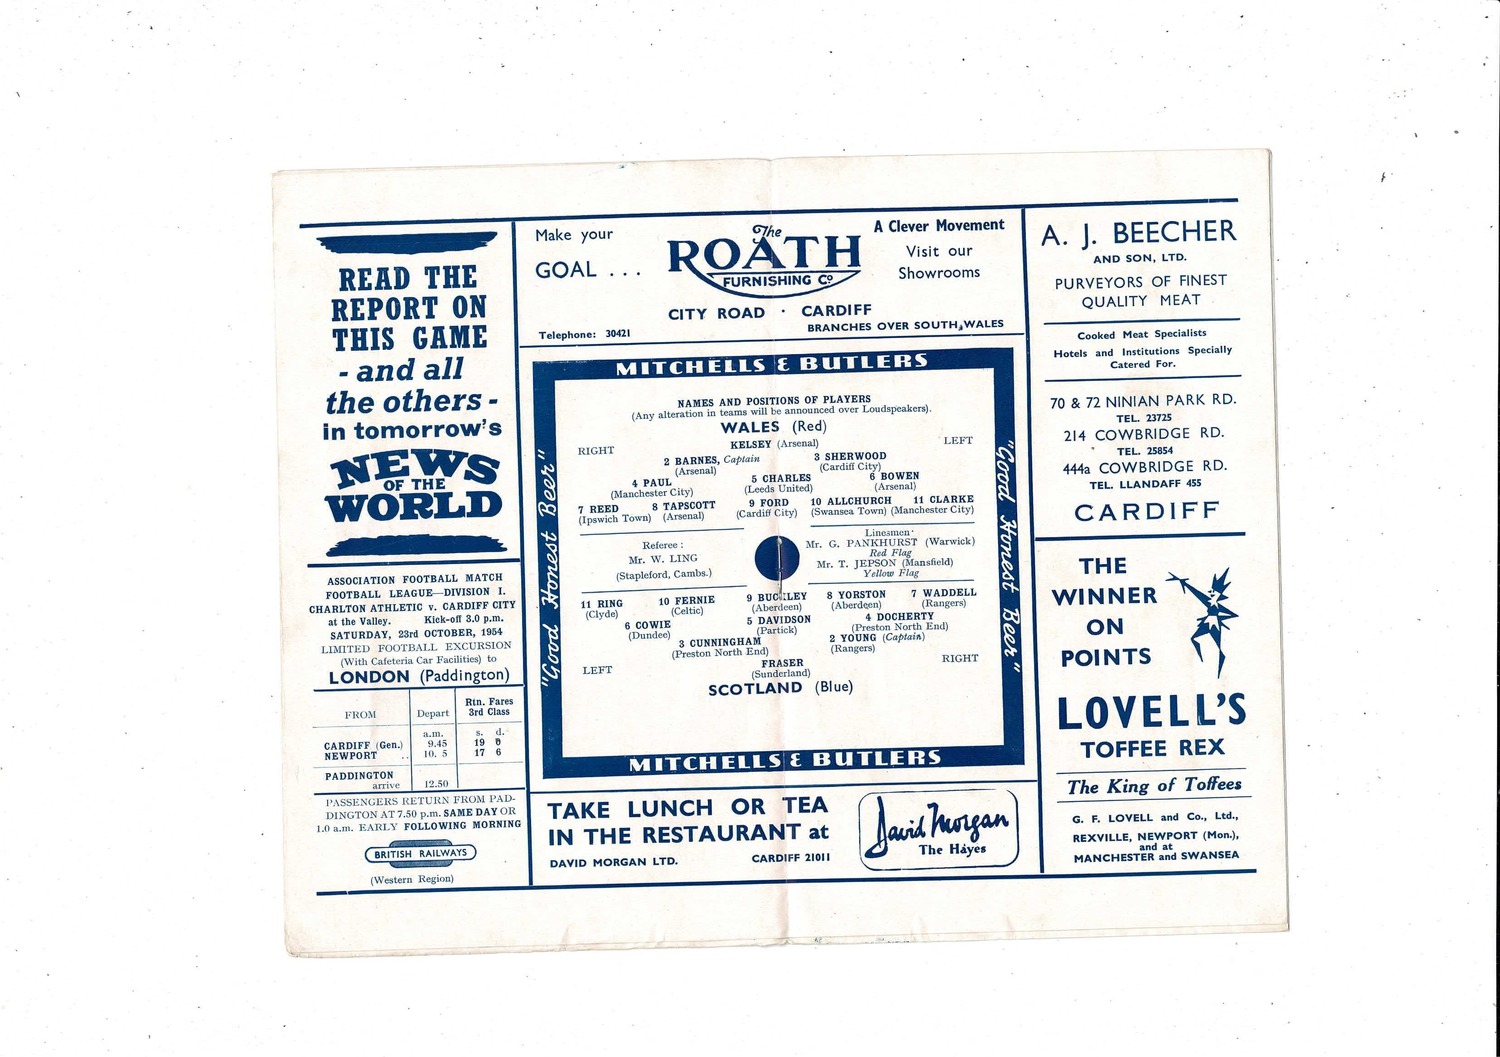 READ THE
REPORT ON
THIS GAME
- and all
the others -
in tomorrow's
NEWS
OF THE
WORLD
ASSOCIATION FOOTBALL MATCH
FOOTBALL LEAGUE—DIVISION I.
CHARLTON ATHLETIC v. CARDIFF CITY
at the Valley. Kick-off 3.0 p.m.
SATURDAY, 23rd OCTOBER, 1954
LIMITED FOOTBALL EXCURSION
(With Cafeteria Car Facilities) to
LONDON (Paddington)
FROM Depart Rtn. Fares 3rd Class
a.m. s. d.
CARDIFF (Gen.) 9.45 19 0
NEWPORT .. 10. 5 17 6
PADDINGTON
arrive 12.50
PASSENGERS RETURN FROM PAD-
DINGTON AT 7.50 p.m. SAME DAY OR
1.0 a.m. EARLY FOLLOWING MORNING
BRITISH RAILWAYS
(Western Region)
Make your
GOAL ...
The
ROATH
FURNISHING Co
A Clever Movement
Visit our
Showrooms
CITY ROAD · CARDIFF
Telephone: 30421
BRANCHES OVER SOUTH WALES
MITCHELLS & BUTLERS
"Good Honest Beer"
NAMES AND POSITIONS OF PLAYERS
(Any alteration in teams will be announced over Loudspeakers).
WALES (Red)
RIGHT KELSEY (Arsenal) LEFT
2 BARNES, Captain 3 SHERWOOD
(Arsenal) (Cardiff City)
4 PAUL 5 CHARLES 6 BOWEN
(Manchester City) (Leeds United) (Arsenal)
7 REED 8 TAPSCOTT 9 FORD 10 ALLCHURCH 11 CLARKE
(Ipswich Town) (Arsenal) (Cardiff City) (Swansea Town) (Manchester City)
Referee :
Mr. W. LING
(Stapleford, Cambs.)
Linesmen:
Mr. G. PANKHURST (Warwick)
Red Flag
Mr. T. JEPSON (Mansfield)
Yellow Flag
11 RING 10 FERNIE 9 BUCKLEY 8 YORSTON 7 WADDELL
(Clyde) (Celtic) (Aberdeen) (Aberdeen) (Rangers)
6 COWIE 5 DAVIDSON 4 DOCHERTY
(Dundee) (Partick) (Preston North End)
3 CUNNINGHAM 2 YOUNG (Captain)
(Preston North End) (Rangers)
LEFT FRASER RIGHT
(Sunderland)
SCOTLAND (Blue)
"Good Honest Beer"
MITCHELLS & BUTLERS
TAKE LUNCH OR TEA
IN THE RESTAURANT at
DAVID MORGAN LTD. CARDIFF 21011
David Morgan
The Hayes
A. J. BEECHER
AND SON, LTD.
PURVEYORS OF FINEST
QUALITY MEAT
Cooked Meat Specialists
Hotels and Institutions Specially
Catered For.
70 & 72 NINIAN PARK RD.
TEL. 23725
214 COWBRIDGE RD.
TEL. 25854
444a COWBRIDGE RD.
TEL. LLANDAFF 455
CARDIFF
THE
WINNER
ON
POINTS
LOVELL'S
TOFFEE REX
The King of Toffees
G. F. LOVELL and Co., Ltd.,
REXVILLE, NEWPORT (Mon.),
and at
MANCHESTER and SWANSEA